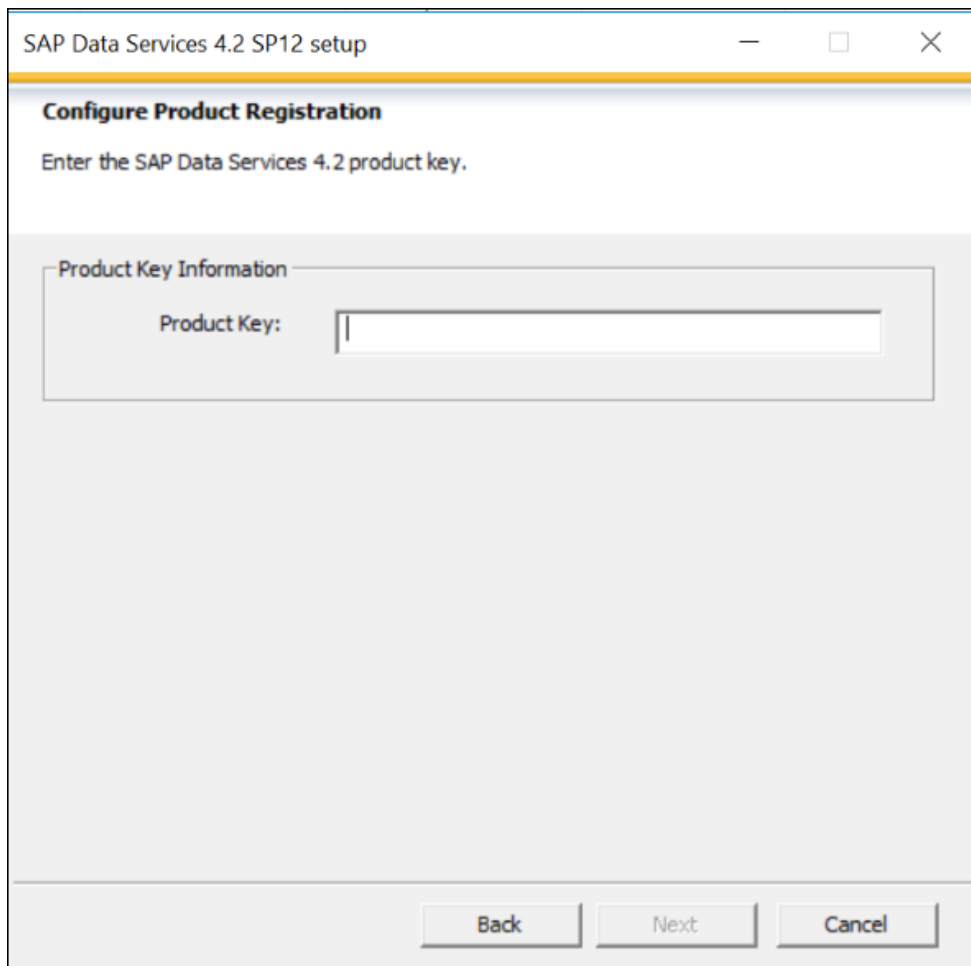 SAP Data Services 4.2 SP12 setup
Configure Product Registration
Enter the SAP Data Services 4.2 product key.
Product Key Information
Product Key:
Back Next Cancel